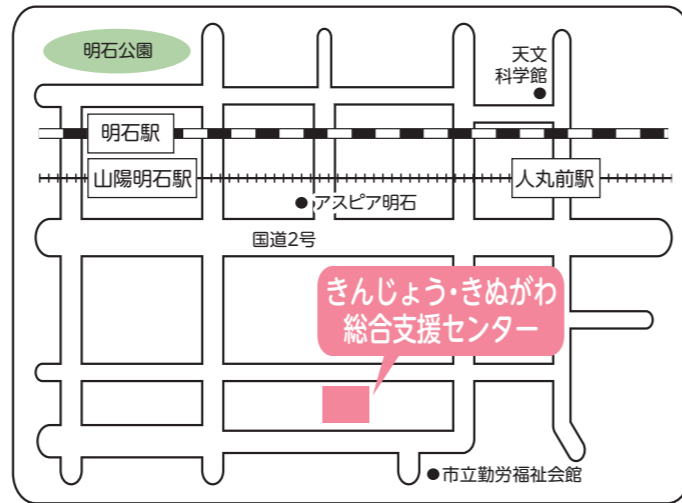 明石公園
天文
科学館
明石駅
山陽明石駅
人丸前駅
アスピア明石
国道2号
きんじょう・きぬがわ
総合支援センター
市立勤労福祉会館